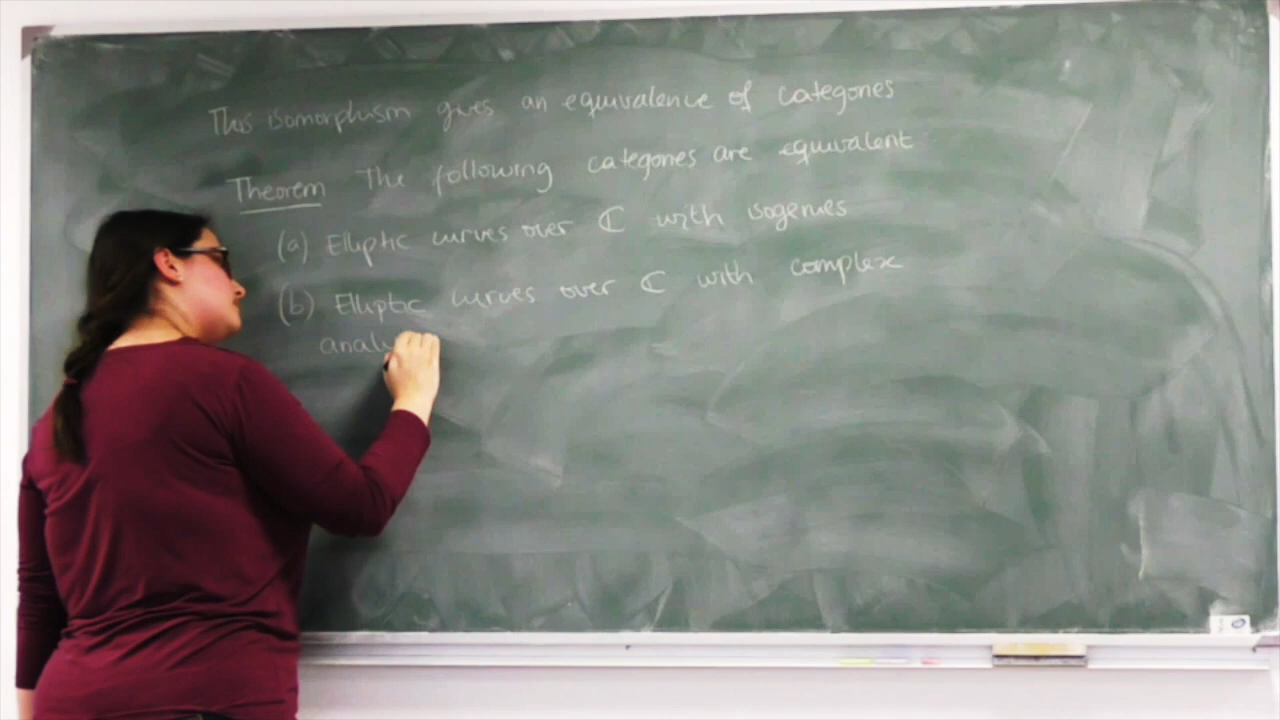 This isomorphism gives an equivalence of categories
Theorem The following categories are equivalent
(a) Elliptic curves over ℂ with isogenies
(b) Elliptic curves over ℂ with complex
analy